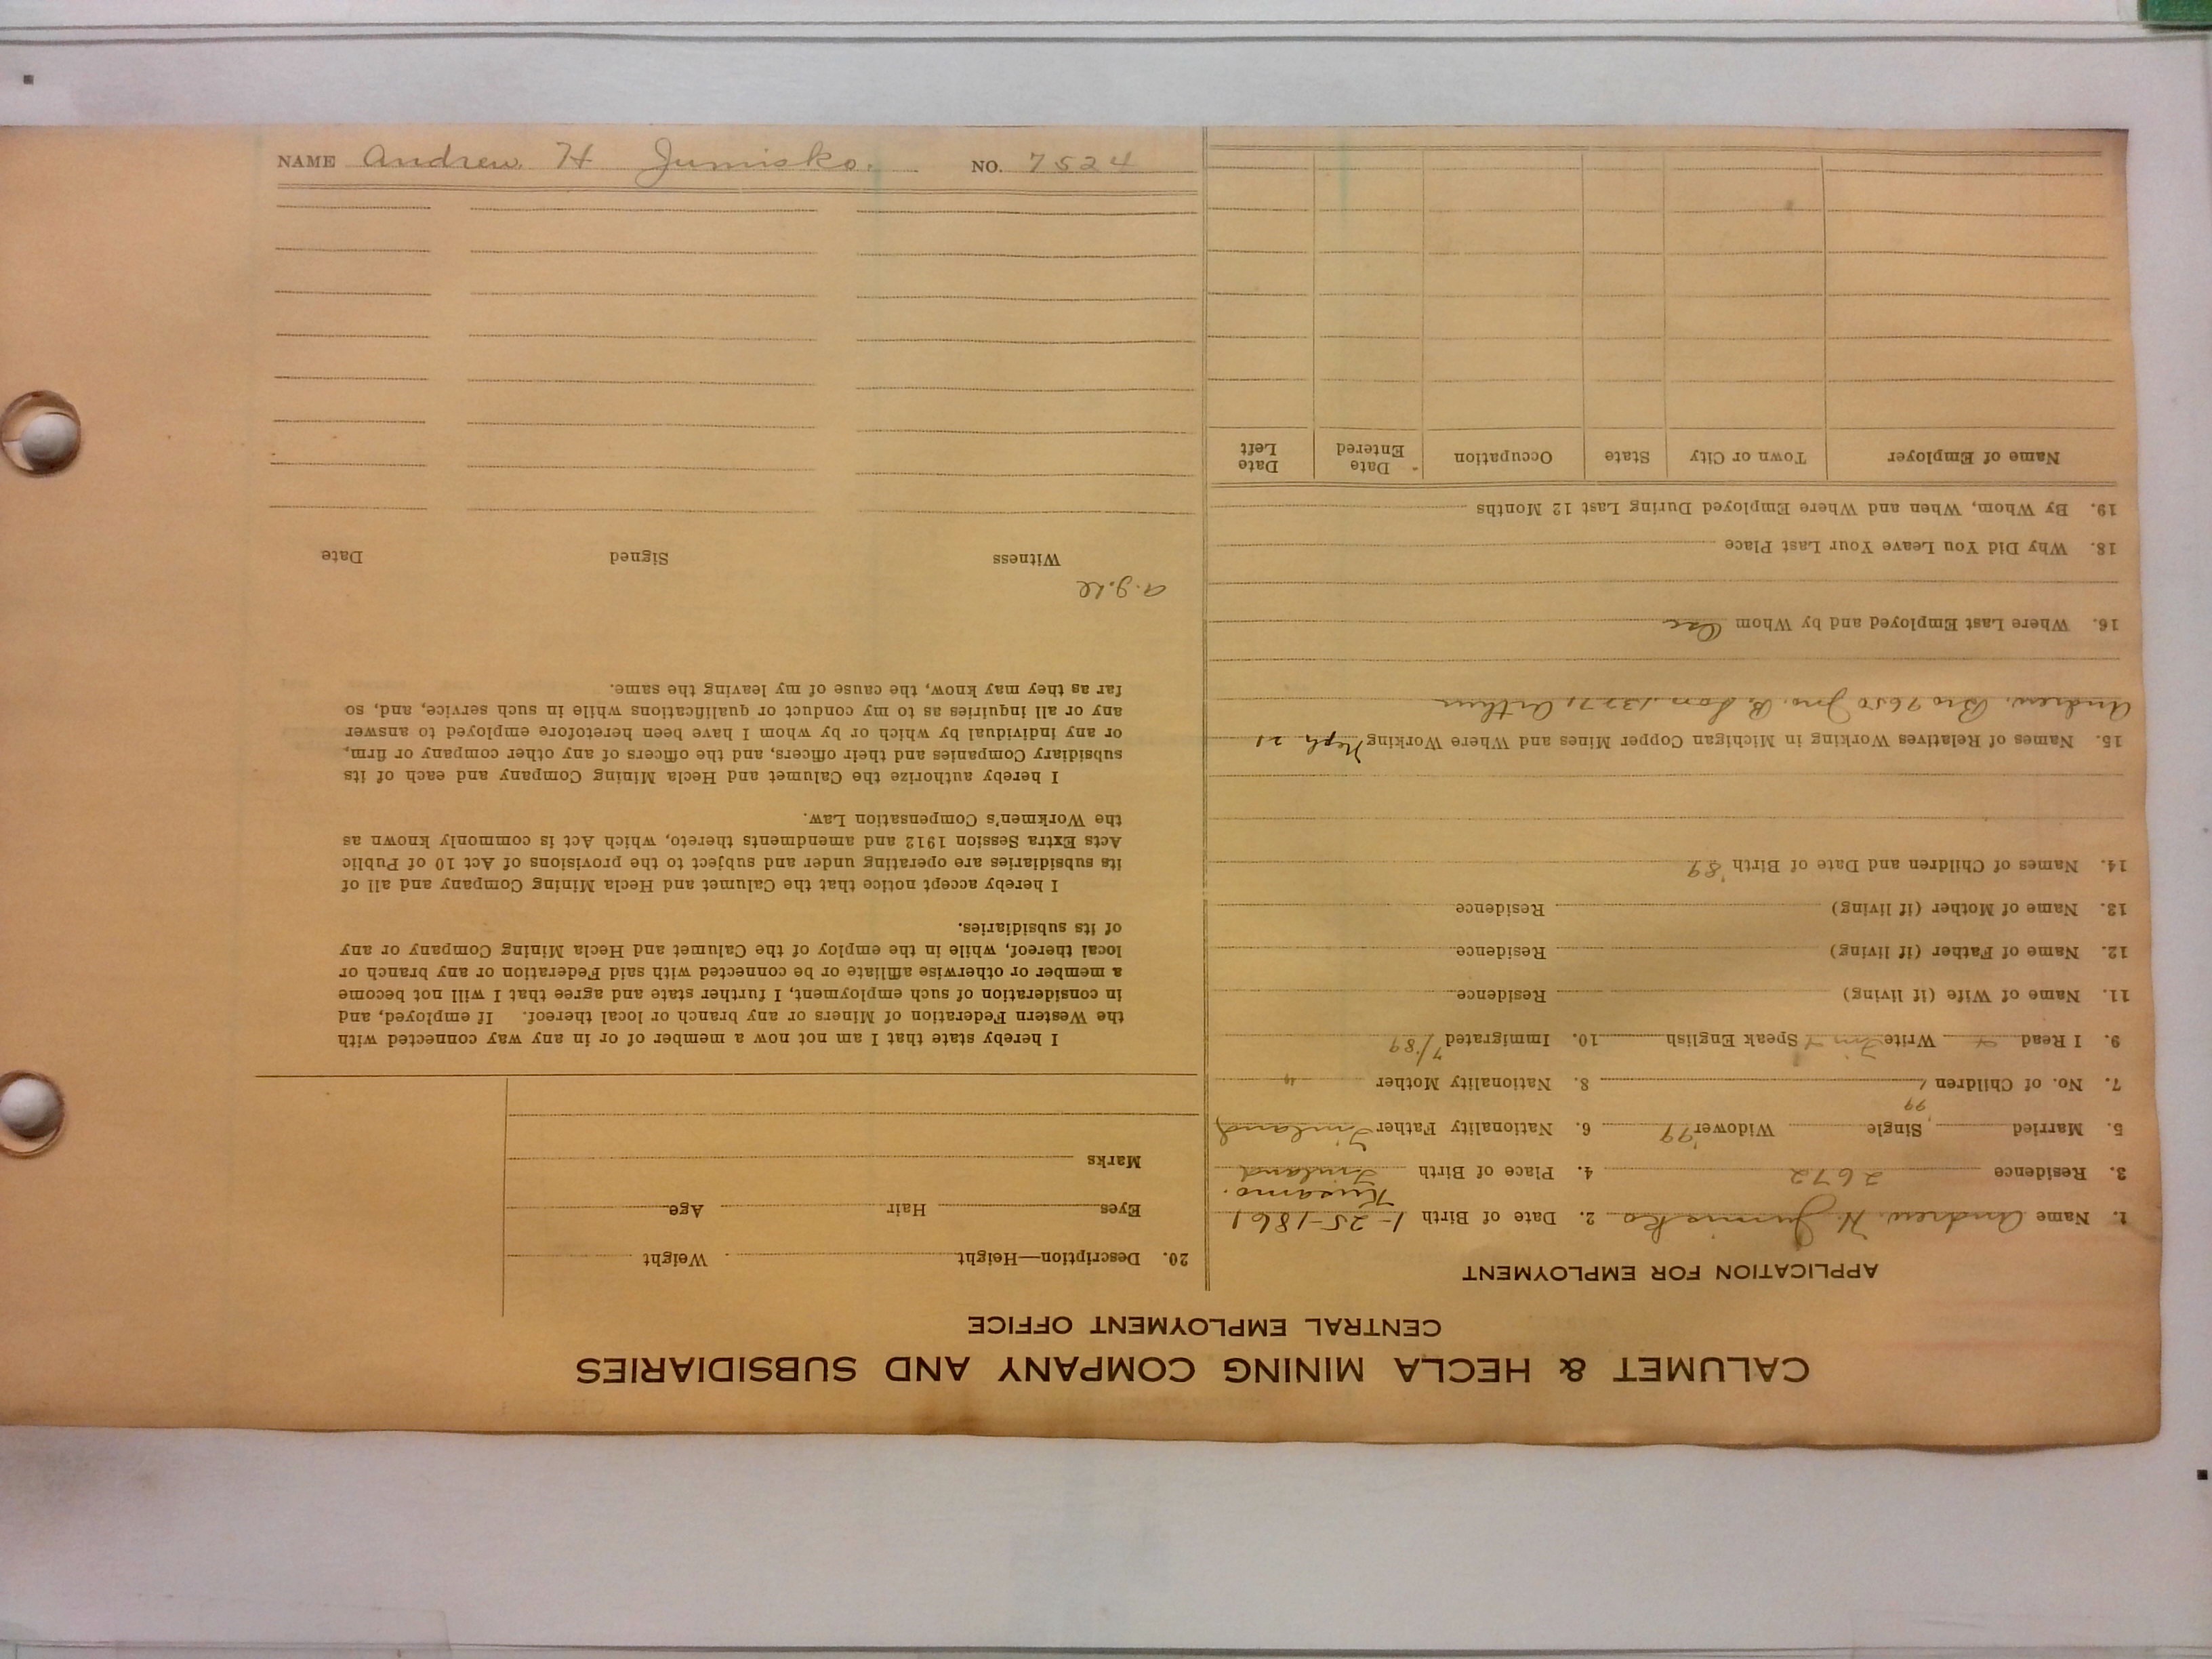 CALUMET & HECLA MINING COMPANY AND SUBSIDIARIES
CENTRAL EMPLOYMENT OFFICE
APPLICATION FOR EMPLOYMENT
1. Name Andrew H. Jumisko 2. Date of Birth 1-25-1861
Kusamo.
3. Residence 2672 4. Place of Birth Finland
5. Married Single Widower '99 6. Nationality Father Finland
99
7. No. of Children 1 8. Nationality Mother "
9. I Read Write Speak English 10. Immigrated 7/89
11. Name of Wife (if living) Residence
12. Name of Father (if living) Residence
13. Name of Mother (if living) Residence
14. Names of Children and Date of Birth '89
15. Names of Relatives Working in Michigan Copper Mines and Where Working Neph 21
Andrew. Bro 7650 Jno. B. Son 13771 Arthur
16. Where Last Employed and by Whom
18. Why Did You Leave Your Last Place
19. By Whom, When and Where Employed During Last 12 Months
Name of Employer Town or City State Occupation Date Entered Date Left
20. Description—Height Weight
Eyes Hair Age
Marks
I hereby state that I am not now a member of or in any way connected with
the Western Federation of Miners or any branch or local thereof. If employed, and
in consideration of such employment, I further state and agree that I will not become
a member or otherwise affiliate or be connected with said Federation or any branch or
local thereof, while in the employ of the Calumet and Hecla Mining Company or any
of its subsidiaries.
I hereby accept notice that the Calumet and Hecla Mining Company and all of
its subsidiaries are operating under and subject to the provisions of Act 10 of Public
Acts Extra Session 1912 and amendments thereto, which Act is commonly known as
the Workmen's Compensation Law.
I hereby authorize the Calumet and Hecla Mining Company and each of its
subsidiary Companies and their officers, and the officers of any other company or firm,
or any individual by which or by whom I have been heretofore employed to answer
any or all inquiries as to my conduct or qualifications while in such service, and, so
far as they may know, the cause of my leaving the same.
Witness Signed Date
NAME Andrew H Jumisko. NO. 7524